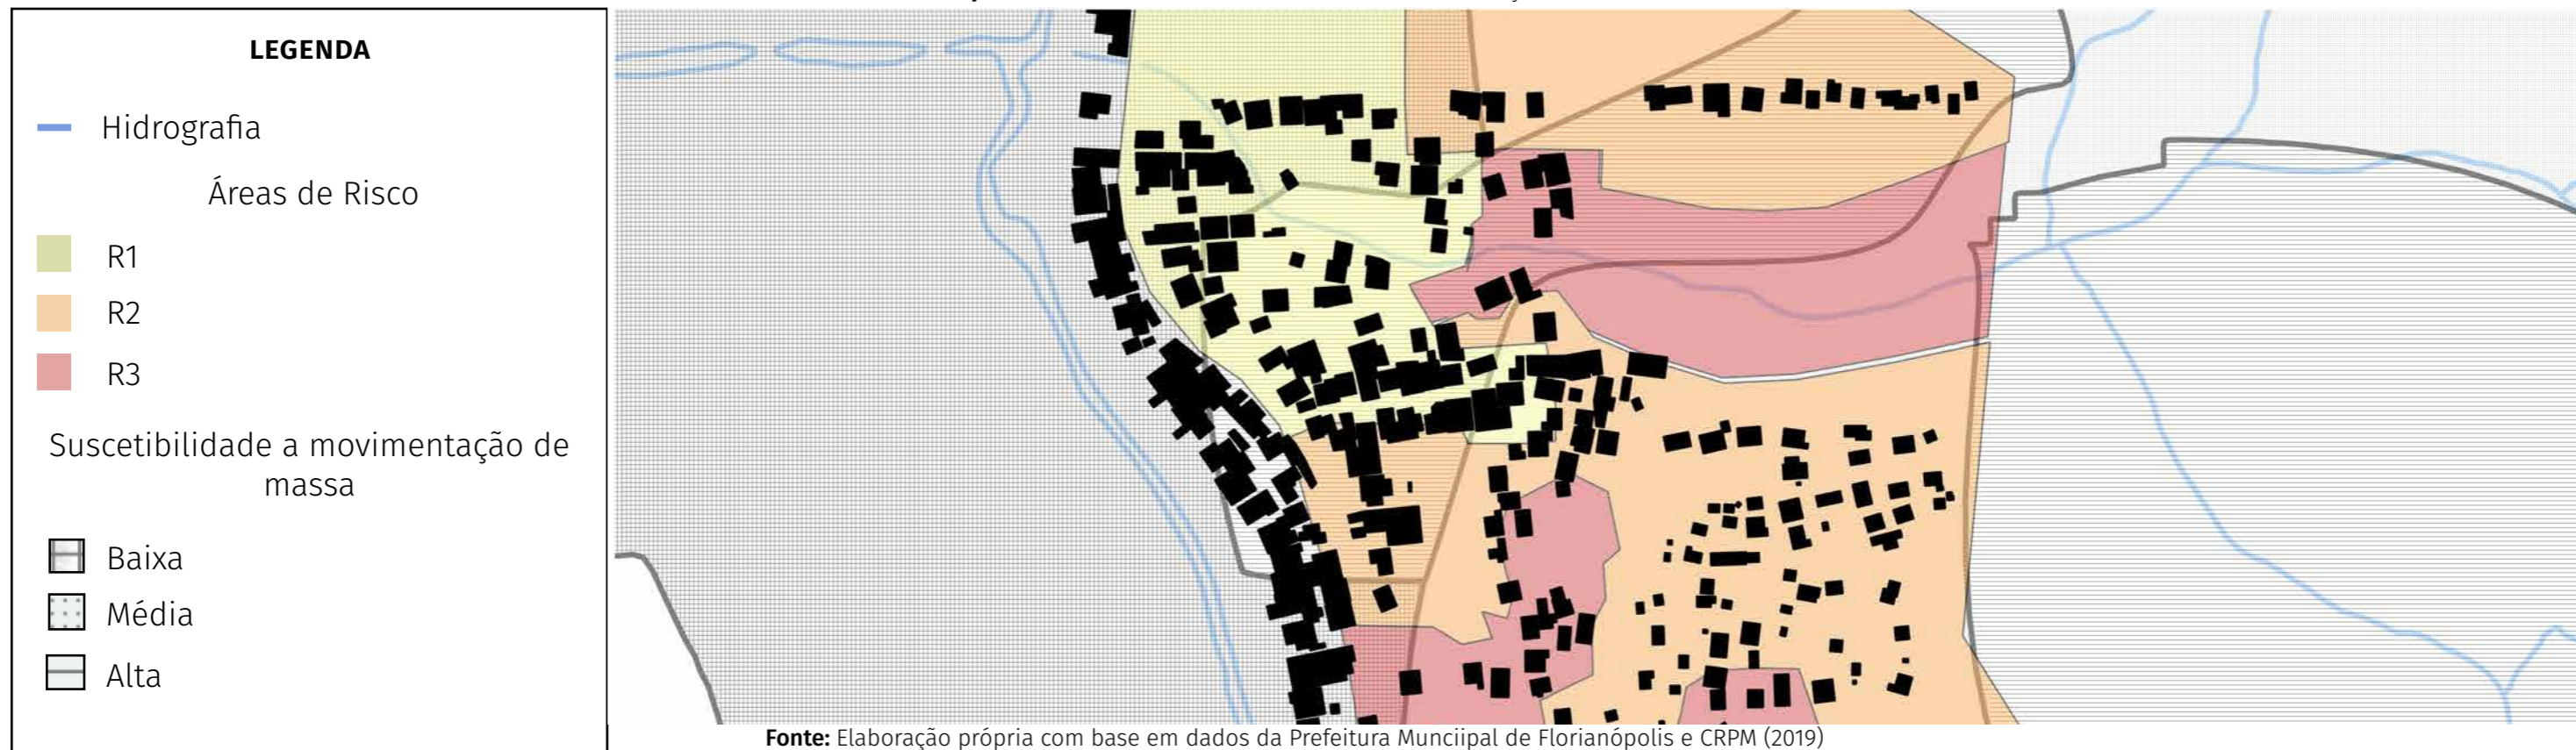 LEGENDA
Hidrografia
Áreas de Risco
R1
R2
R3
Suscetibilidade a movimentação de
massa
Baixa
Média
Alta
Fonte: Elaboração própria com base em dados da Prefeitura Munciipal de Florianópolis e CRPM (2019)